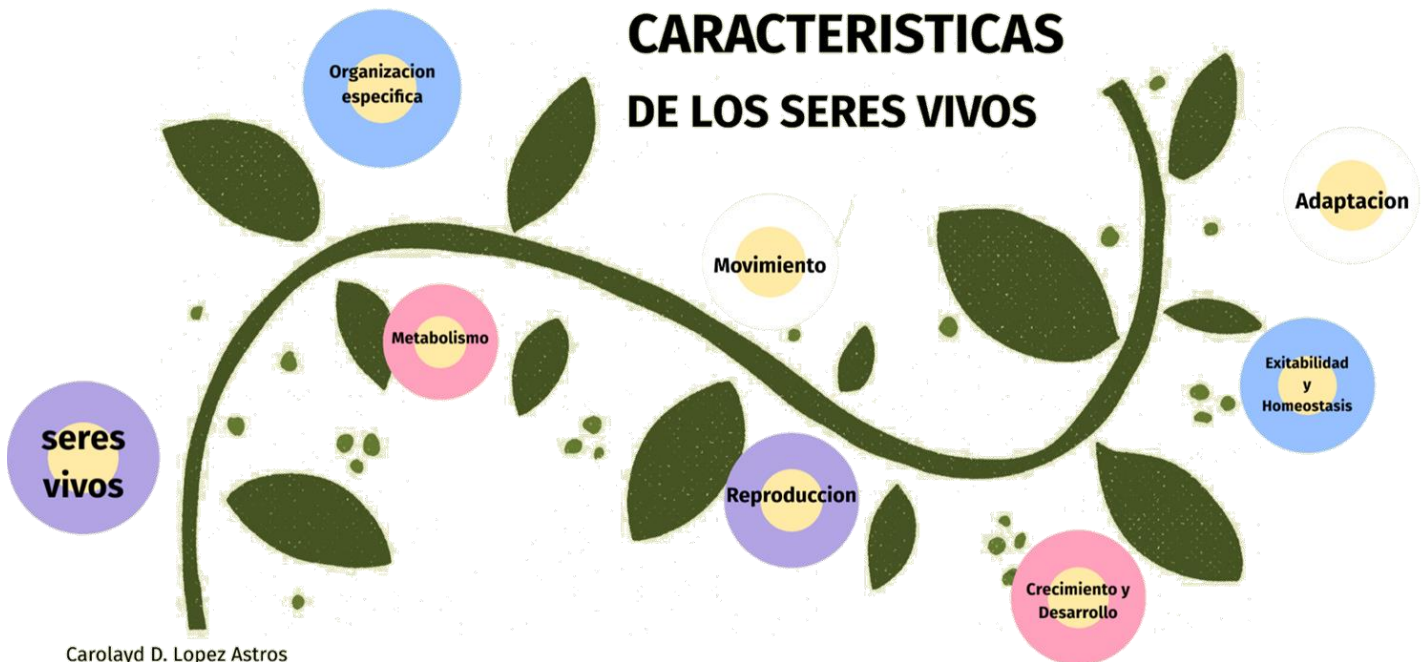 CARACTERISTICAS
DE LOS SERES VIVOS
seres
vivos
Organizacion
especifica
Metabolismo
Movimiento
Reproduccion
Crecimiento y
Desarrollo
Exitabilidad
y
Homeostasis
Adaptacion
Carolayd D. Lopez Astros